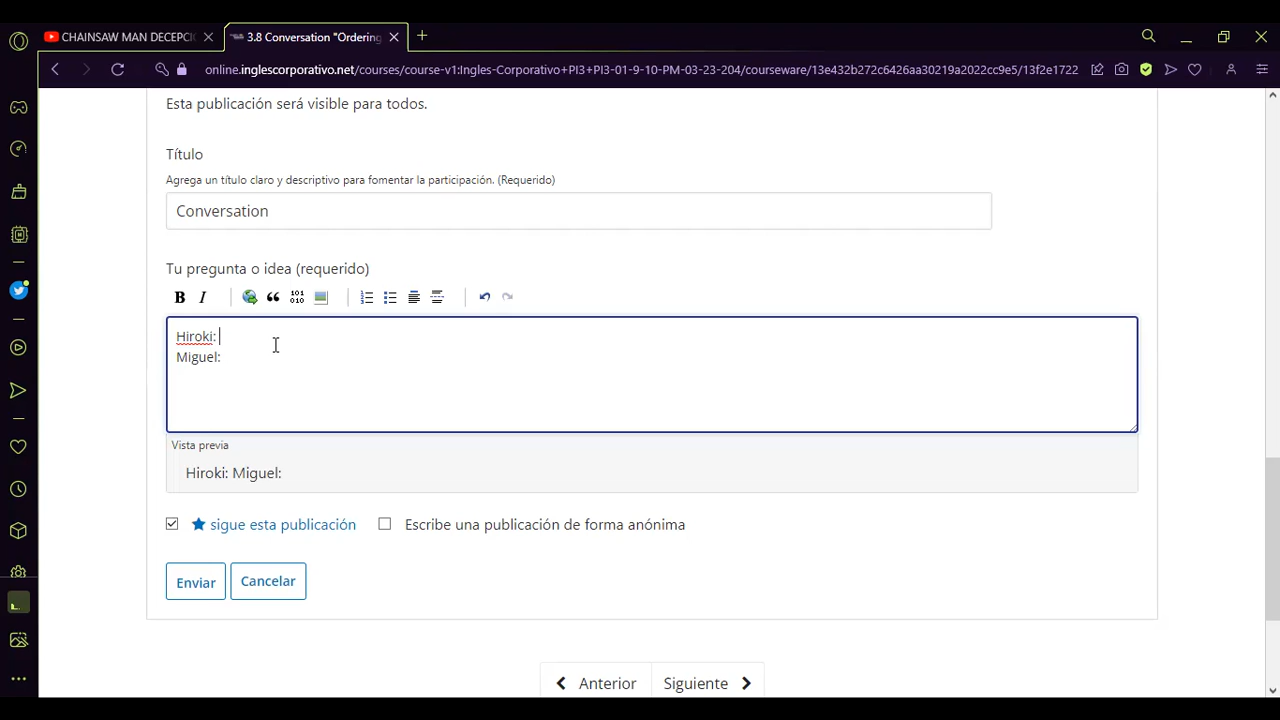 CHAINSAW MAN DECEPCI
3.8 Conversation "Ordering
online.inglescorporativo.net/courses/course-v1:Ingles-Corporativo+PI3+PI3-01-9-10-PM-03-23-204/courseware/13e432b272c6426aa30219a2022cc9e5/13f2e1722
Esta publicación será visible para todos.
Título
Agrega un título claro y descriptivo para fomentar la participación. (Requerido)
Conversation
Tu pregunta o idea (requerido)
B I 101 010
Hiroki:
Miguel:
Vista previa
Hiroki: Miguel:
sigue esta publicación Escribe una publicación de forma anónima
Enviar Cancelar
Anterior Siguiente